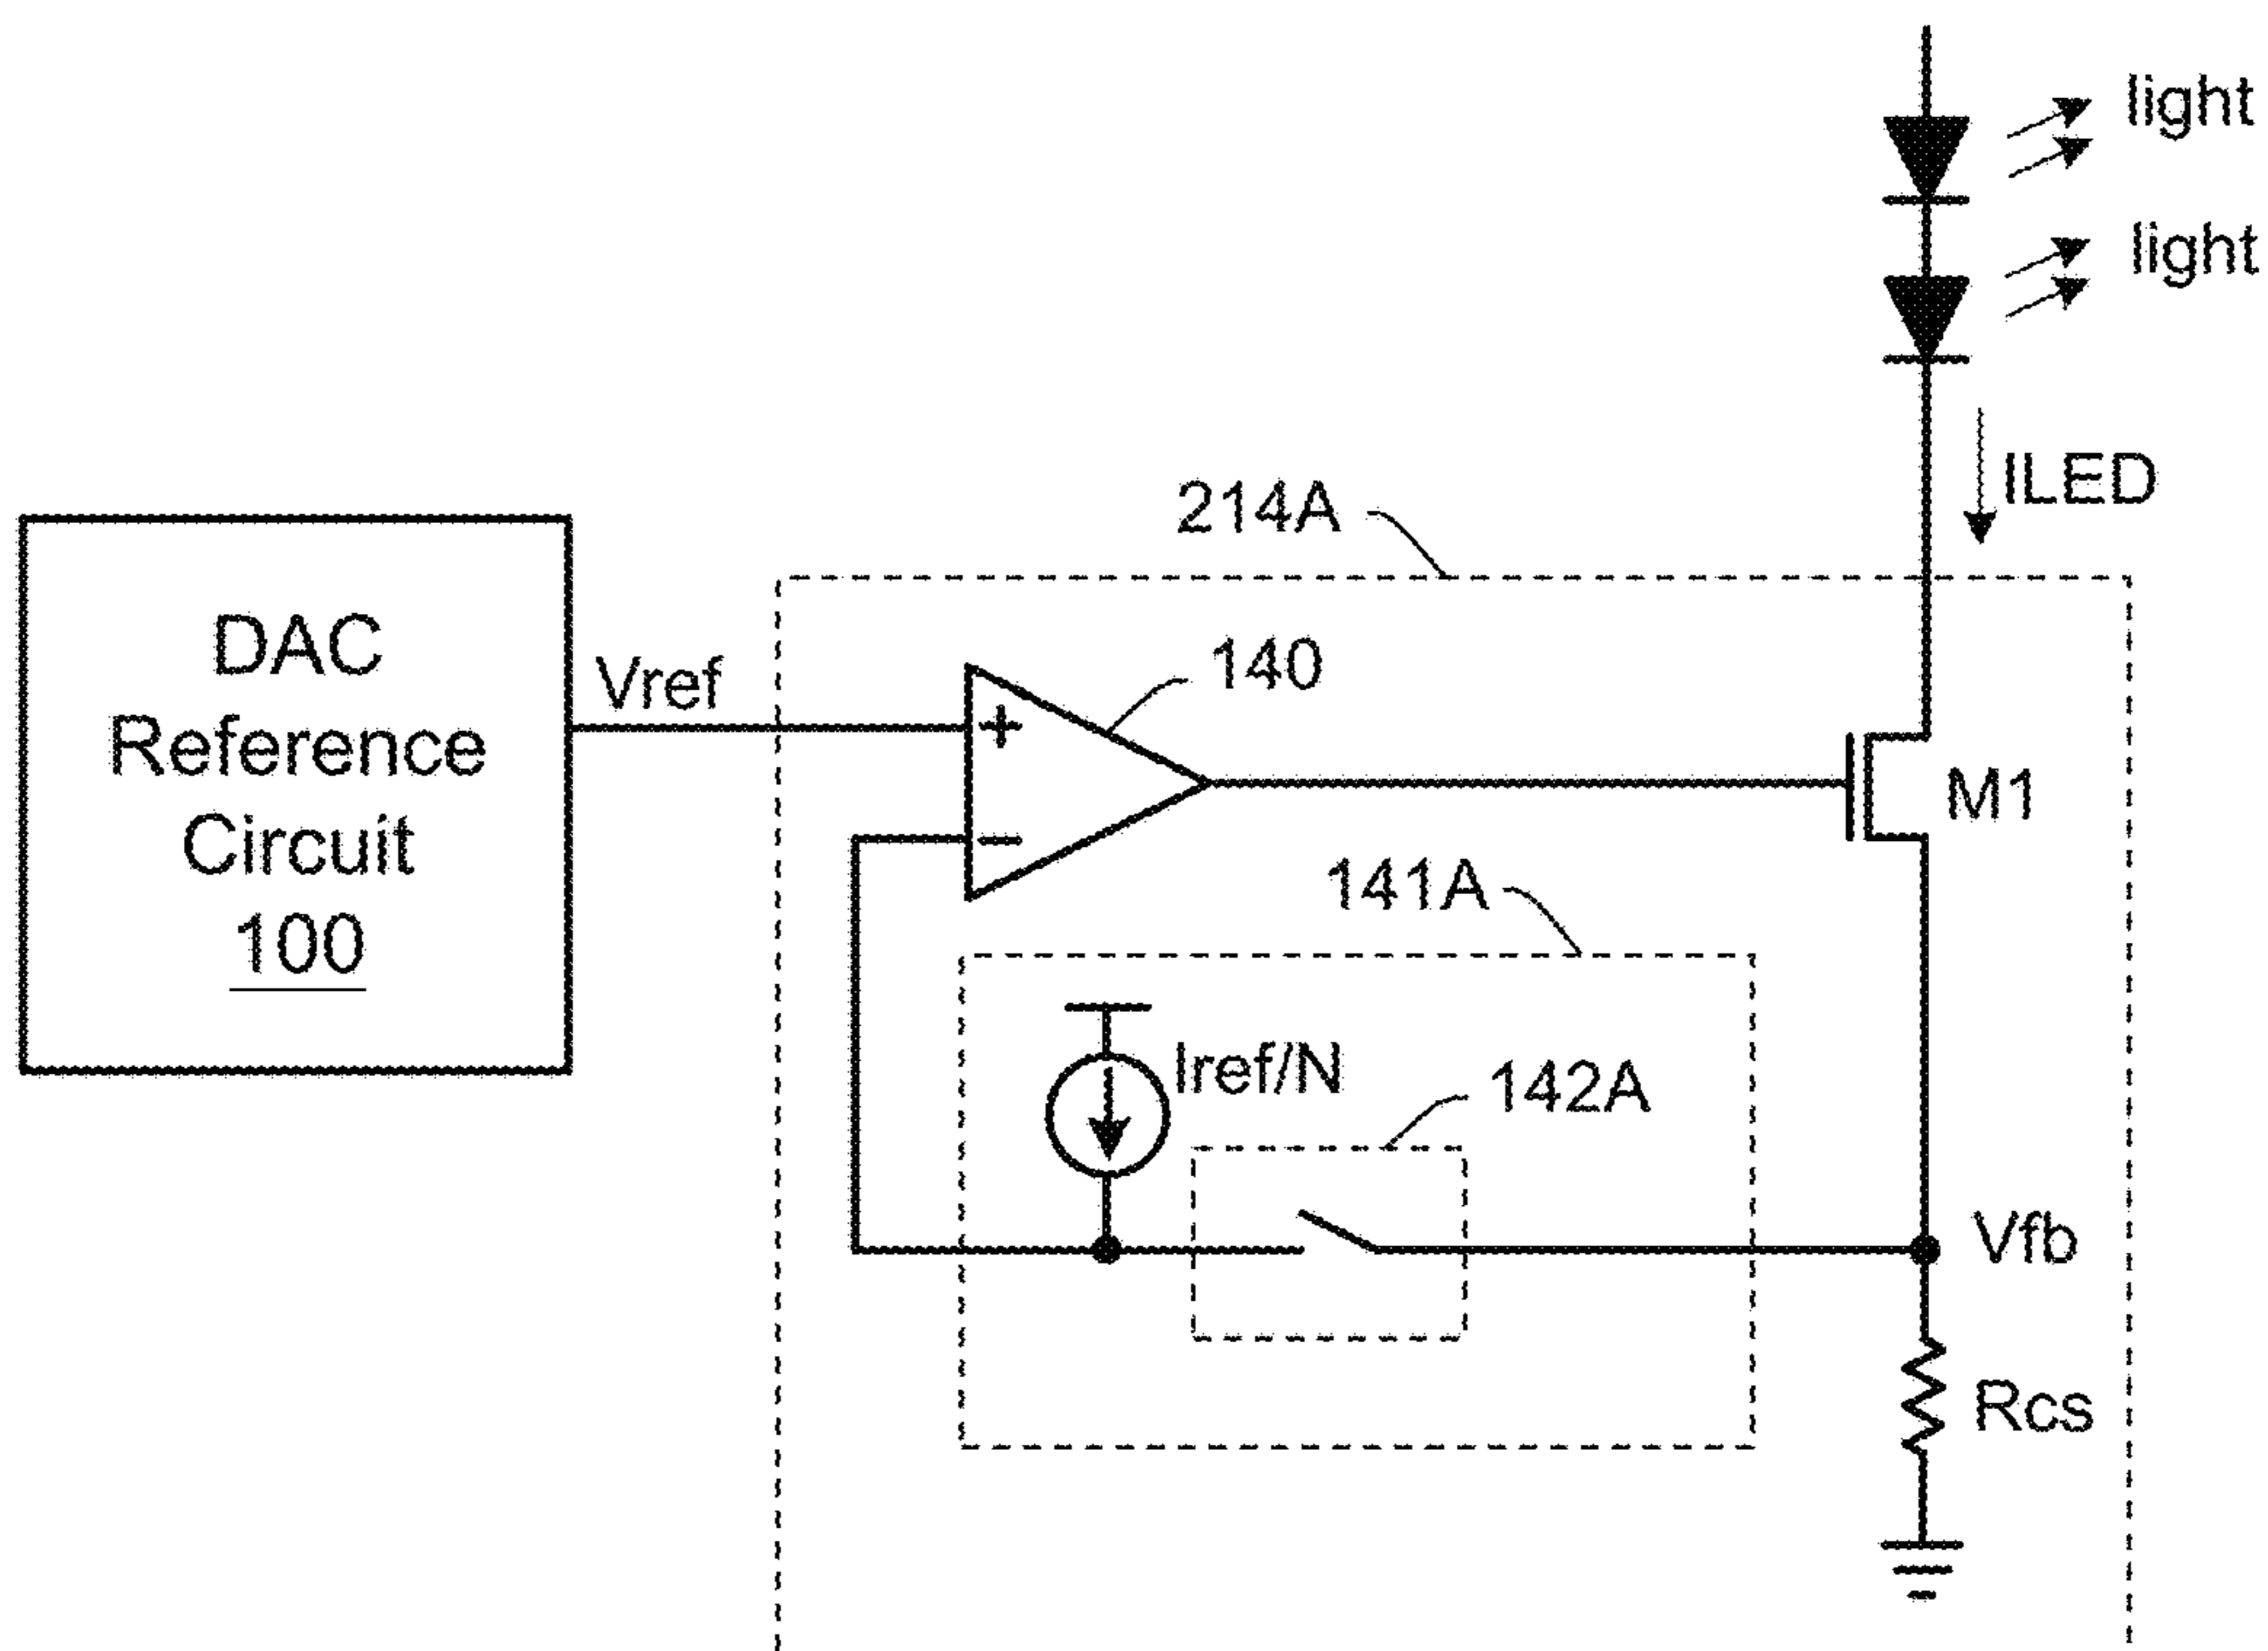 light
light
ILED
214A
DAC
Reference
Circuit
100
Vref
140
+
−
M1
141A
Iref/N
142A
Vfb
Rcs